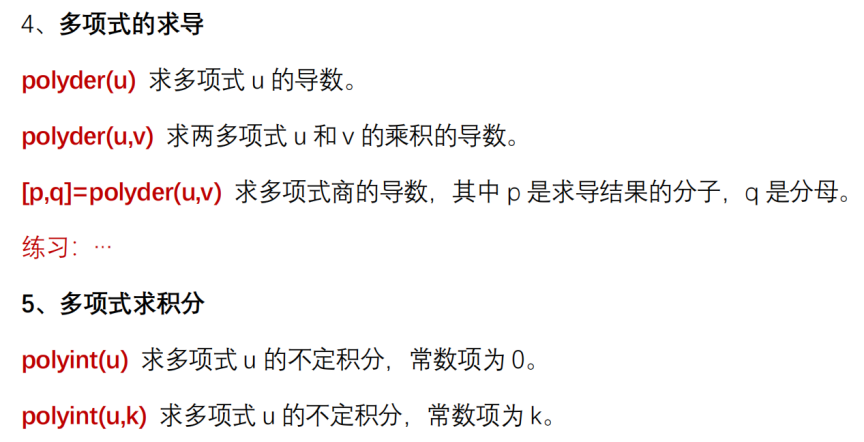 4、多项式的求导
polyder(u) 求多项式 u 的导数。
polyder(u,v) 求两多项式 u 和 v 的乘积的导数。
[p,q]=polyder(u,v) 求多项式商的导数，其中 p 是求导结果的分子，q 是分母。
练习：…
5、多项式求积分
polyint(u) 求多项式 u 的不定积分，常数项为 0。
polyint(u,k) 求多项式 u 的不定积分，常数项为 k。